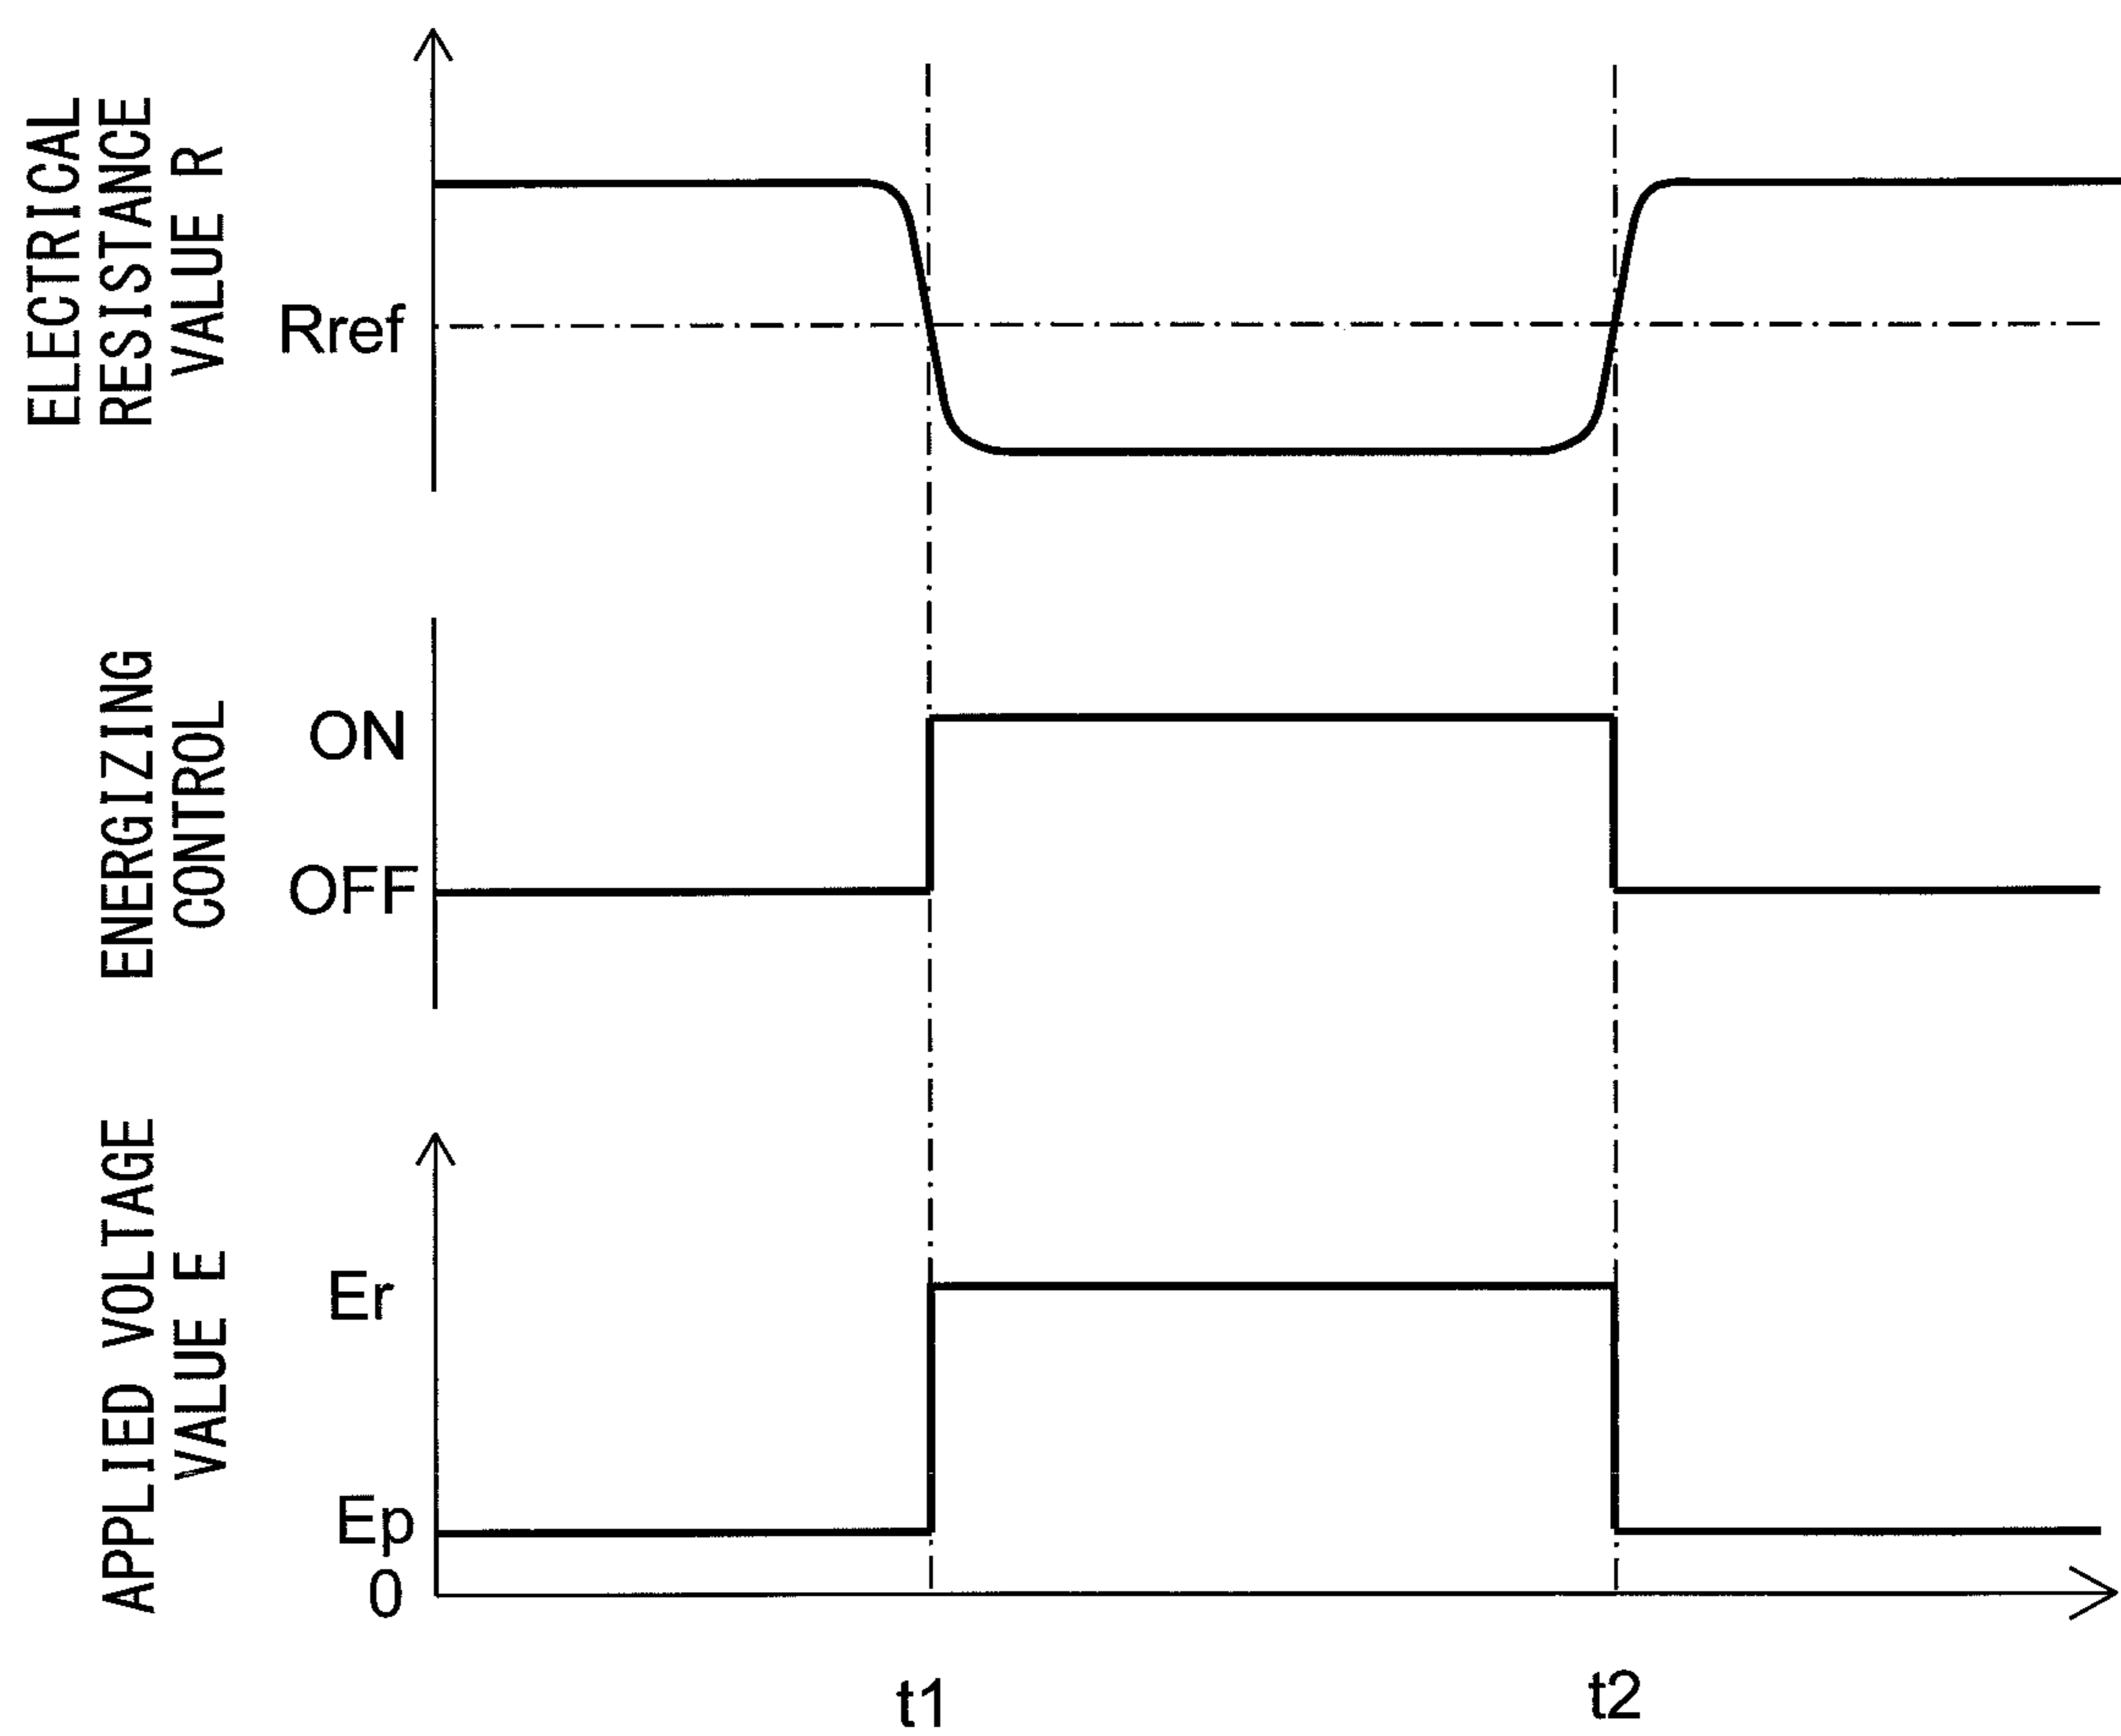 ELECTRICAL
RESISTANCE
VALUE R
Rref
ENERGIZING
CONTROL
ON
OFF
APPLIED VOLTAGE
VALUE E
Er
Ep
0
t1
t2